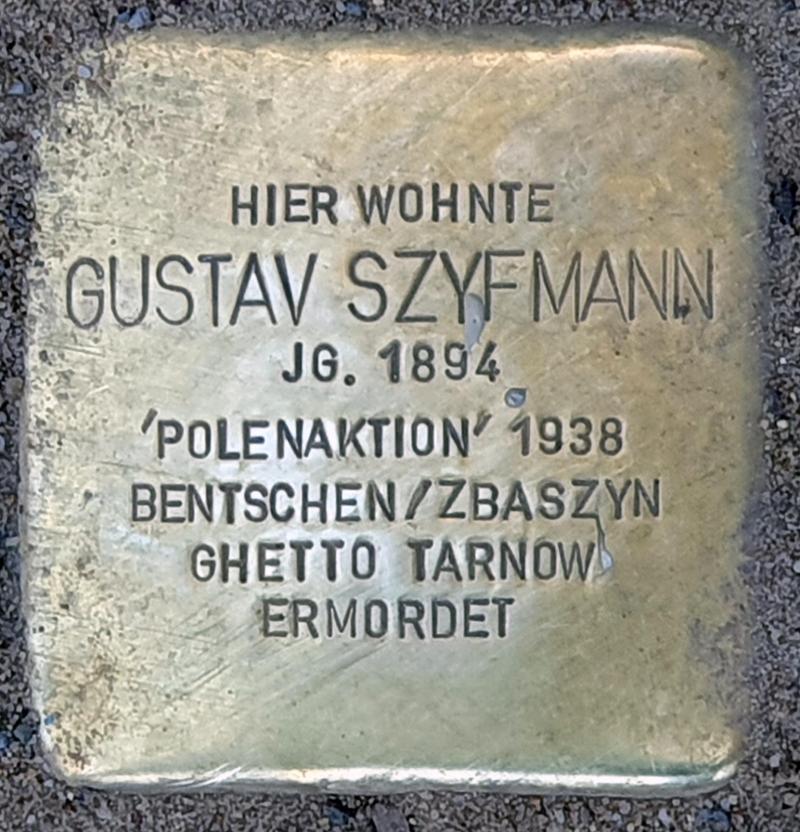 HIER WOHNTE
GUSTAV SZYFMANN
JG. 1894
'POLENAKTION' 1938
BENTSCHEN/ZBASZYN
GHETTO TARNOW
ERMORDET